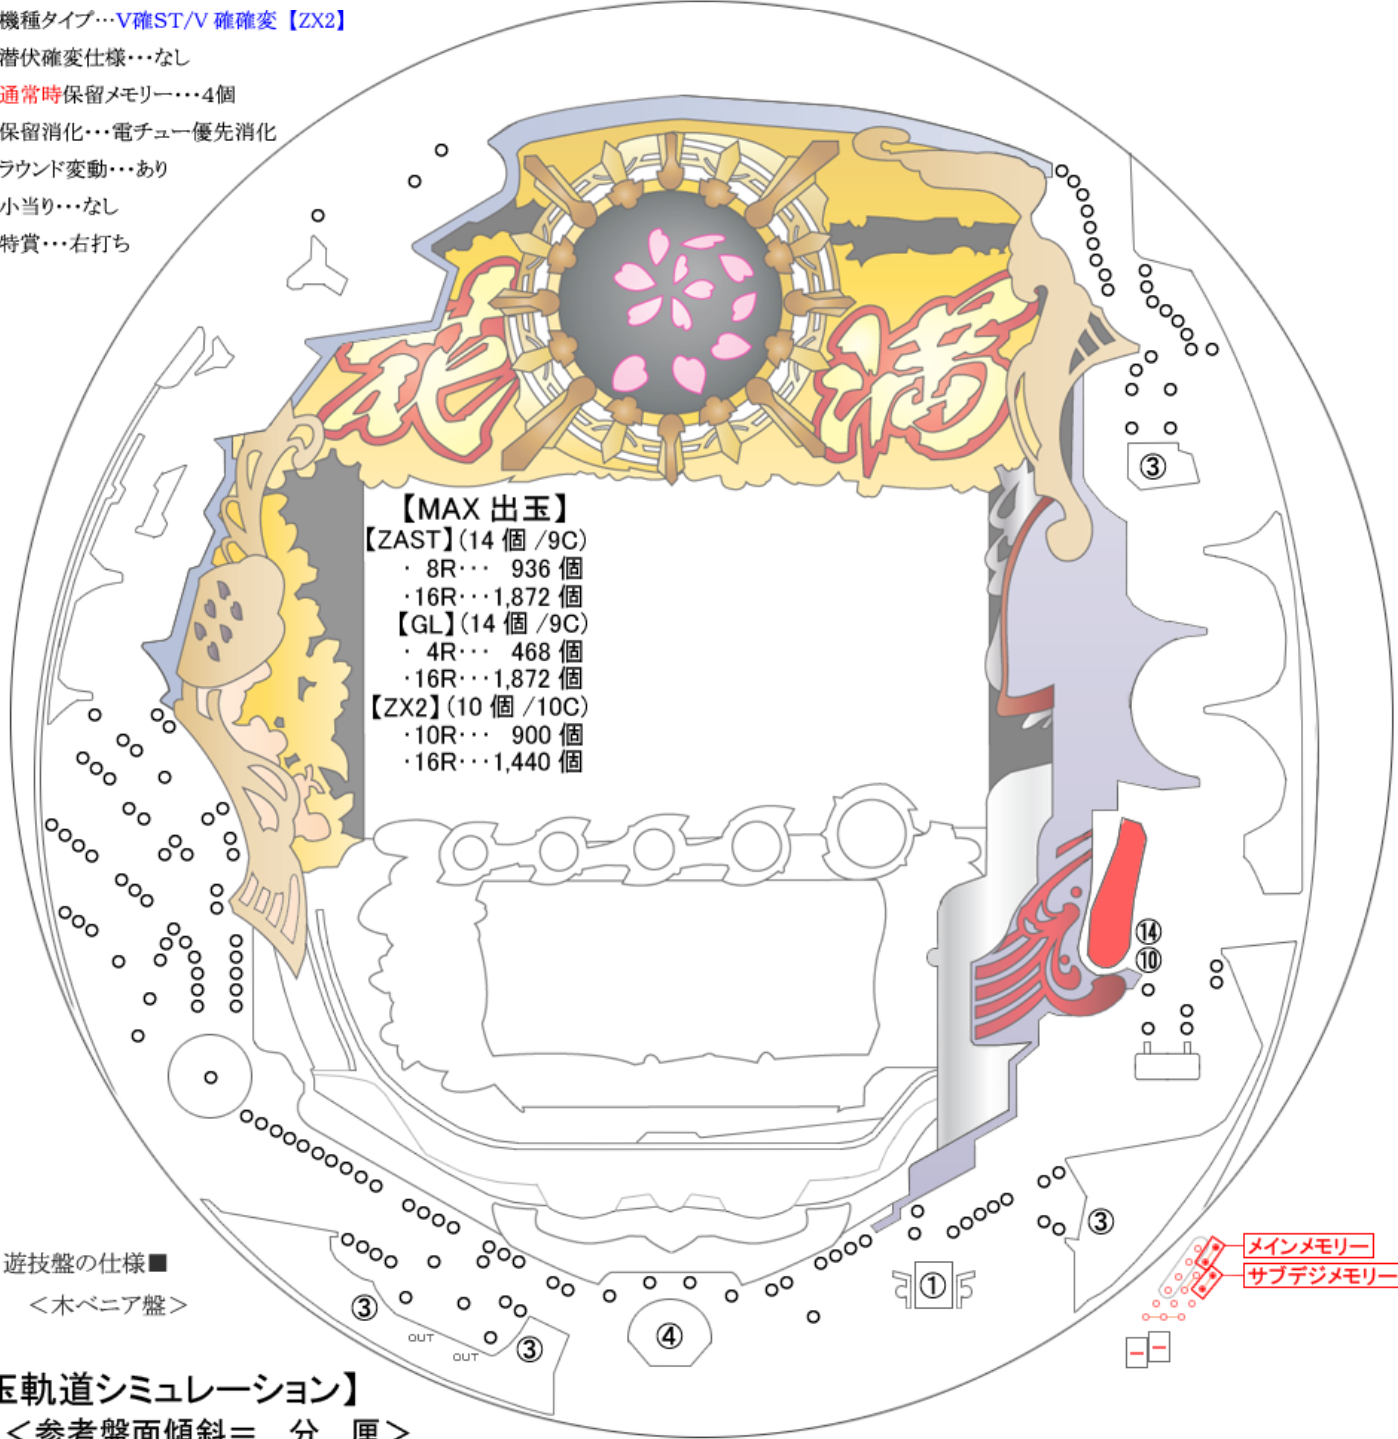 機種タイプ…V確ST/V 確確変【ZX2】
潜伏確変仕様・・・なし
通常時保留メモリー・・・4個
保留消化・・・電チュー優先消化
ラウンド変動・・・あり
小当り・・・なし
特賞・・・右打ち
花
満
③
【MAX 出玉】
【ZAST】(14 個 /9C)
・ 8R・・・ 936 個
・16R・・・1,872 個
【GL】(14 個 /9C)
・ 4R・・・ 468 個
・16R・・・1,872 個
【ZX2】(10 個 /10C)
・10R・・・ 900 個
・16R・・・1,440 個
⑭
⑩
③
メインメモリー
サブデジメモリー
遊技盤の仕様■
＜木ベニア盤＞
③
OUT
OUT
③
④
①
玉軌道シミュレーション】
＜参考盤面傾斜＝ 分 厘＞